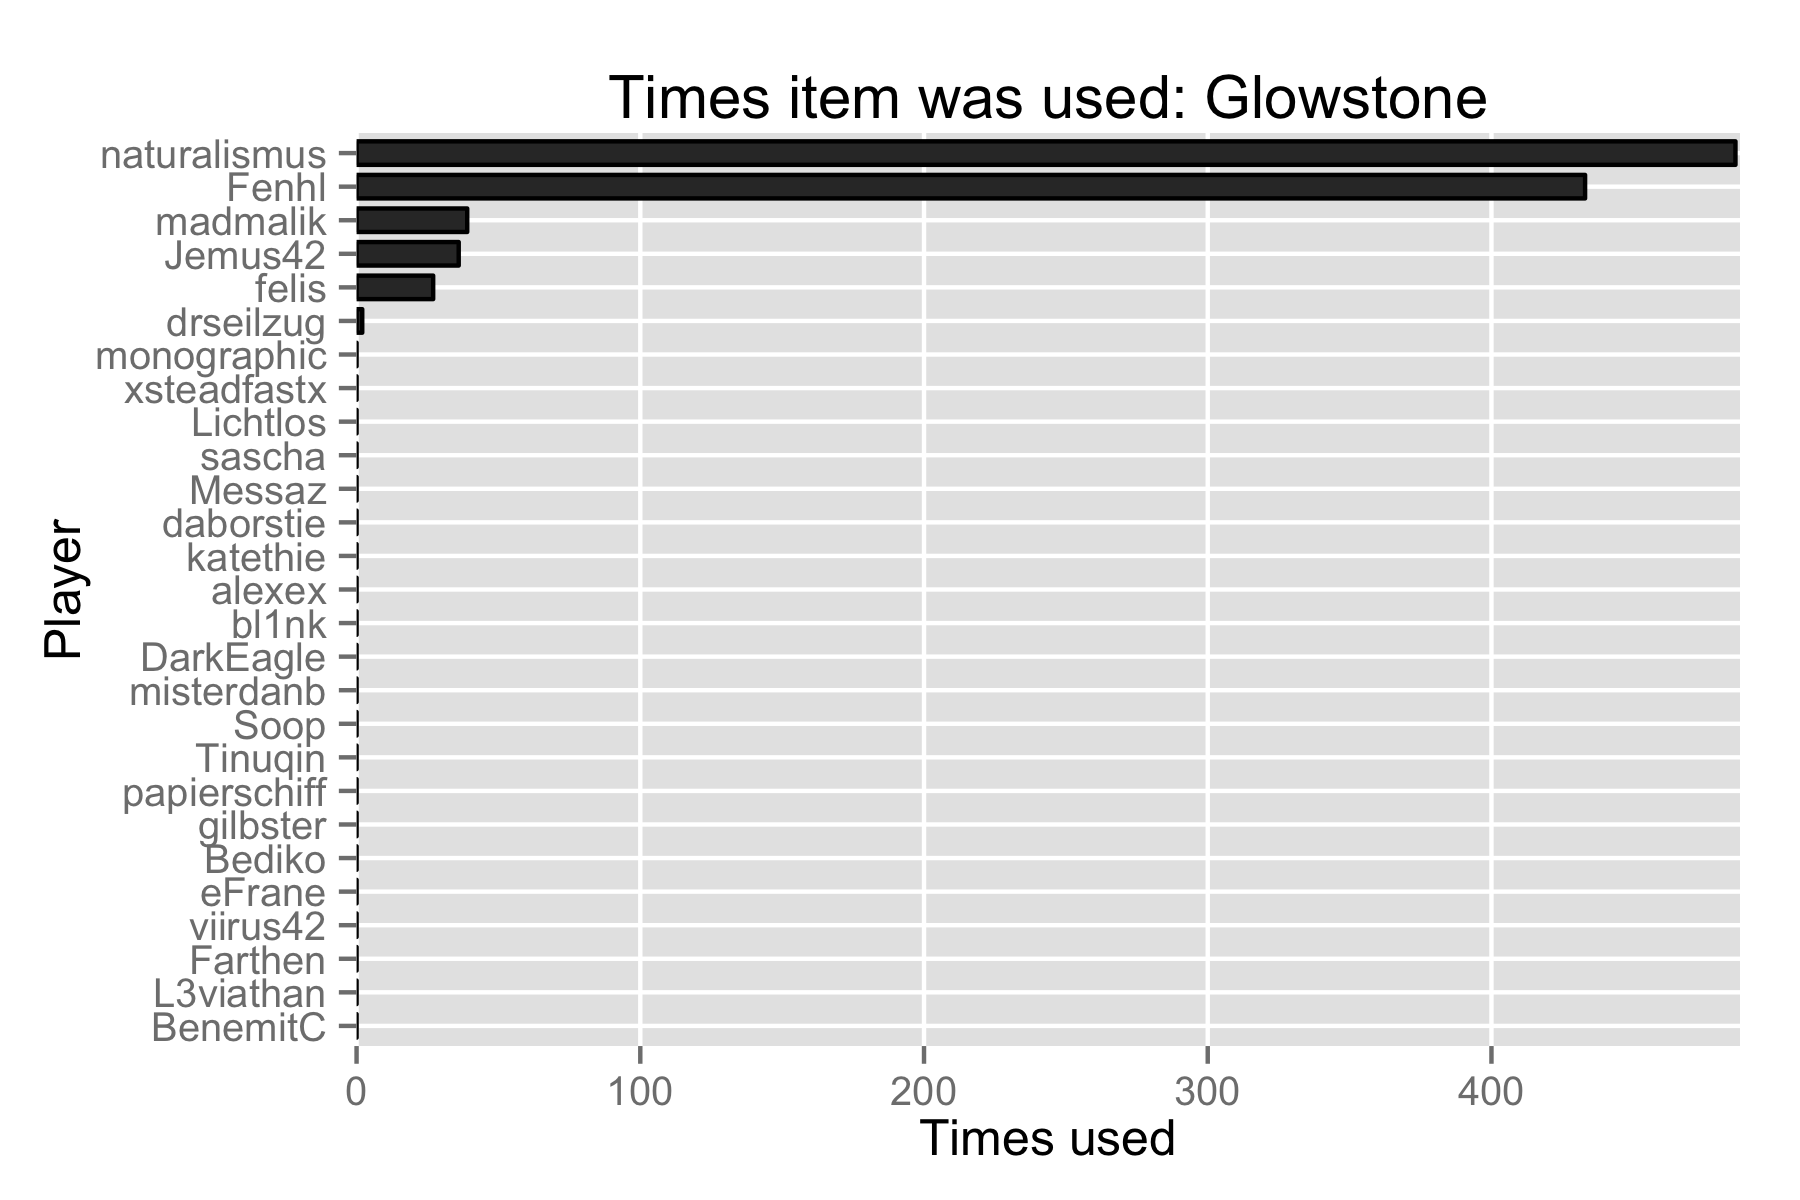 Times item was used: Glowstone
naturalismus
Fenhl
madmalik
Jemus42
felis
drseilzug
monographic
xsteadfastx
Lichtlos
sascha
Messaz
daborstie
katethie
alexex
bl1nk
DarkEagle
misterdanb
Soop
Tinuqin
papierschiff
gilbster
Bediko
eFrane
viirus42
Farthen
L3viathan
BenemitC
Player
0 100 200 300 400
Times used